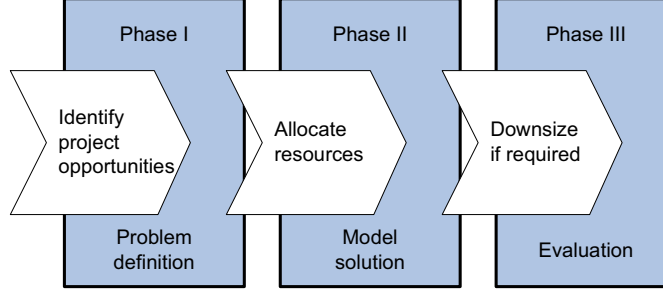 Phase I
Identify
project
opportunities
Problem
definition
Phase II
Allocate
resources
Model
solution
Phase III
Downsize
if required
Evaluation